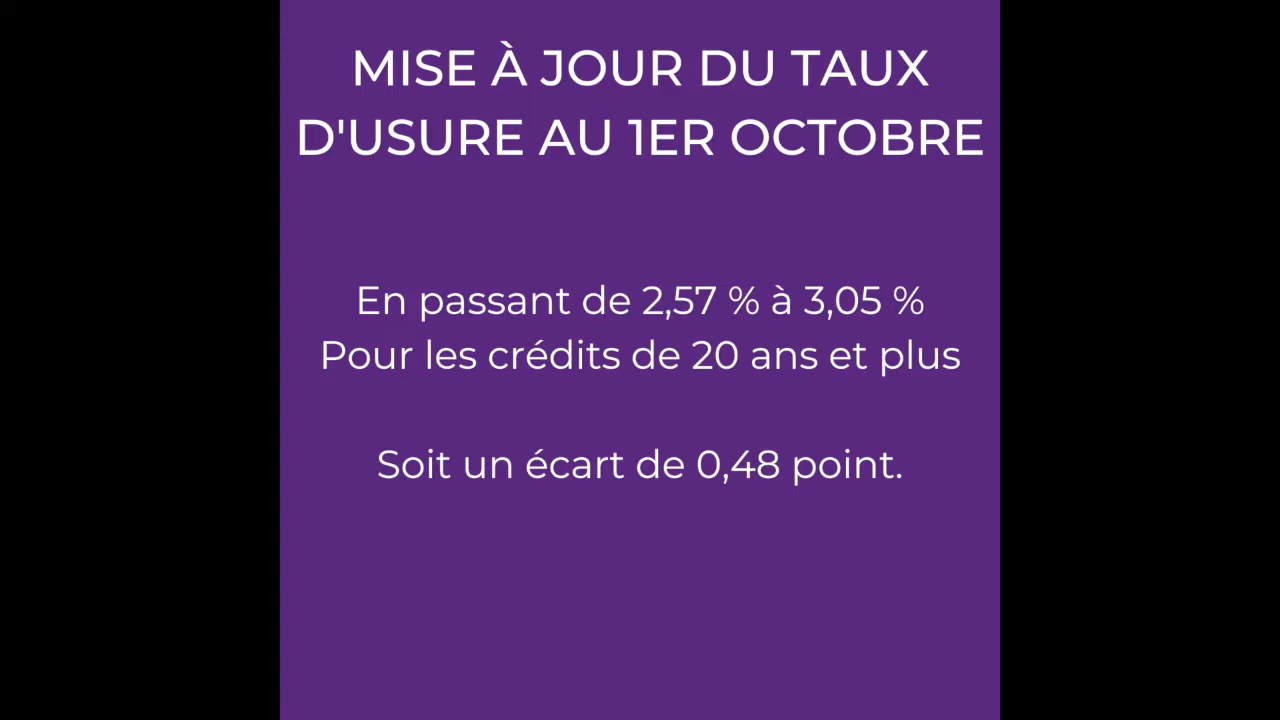 MISE À JOUR DU TAUX
D'USURE AU 1ER OCTOBRE
En passant de 2,57 % à 3,05 %
Pour les crédits de 20 ans et plus
Soit un écart de 0,48 point.